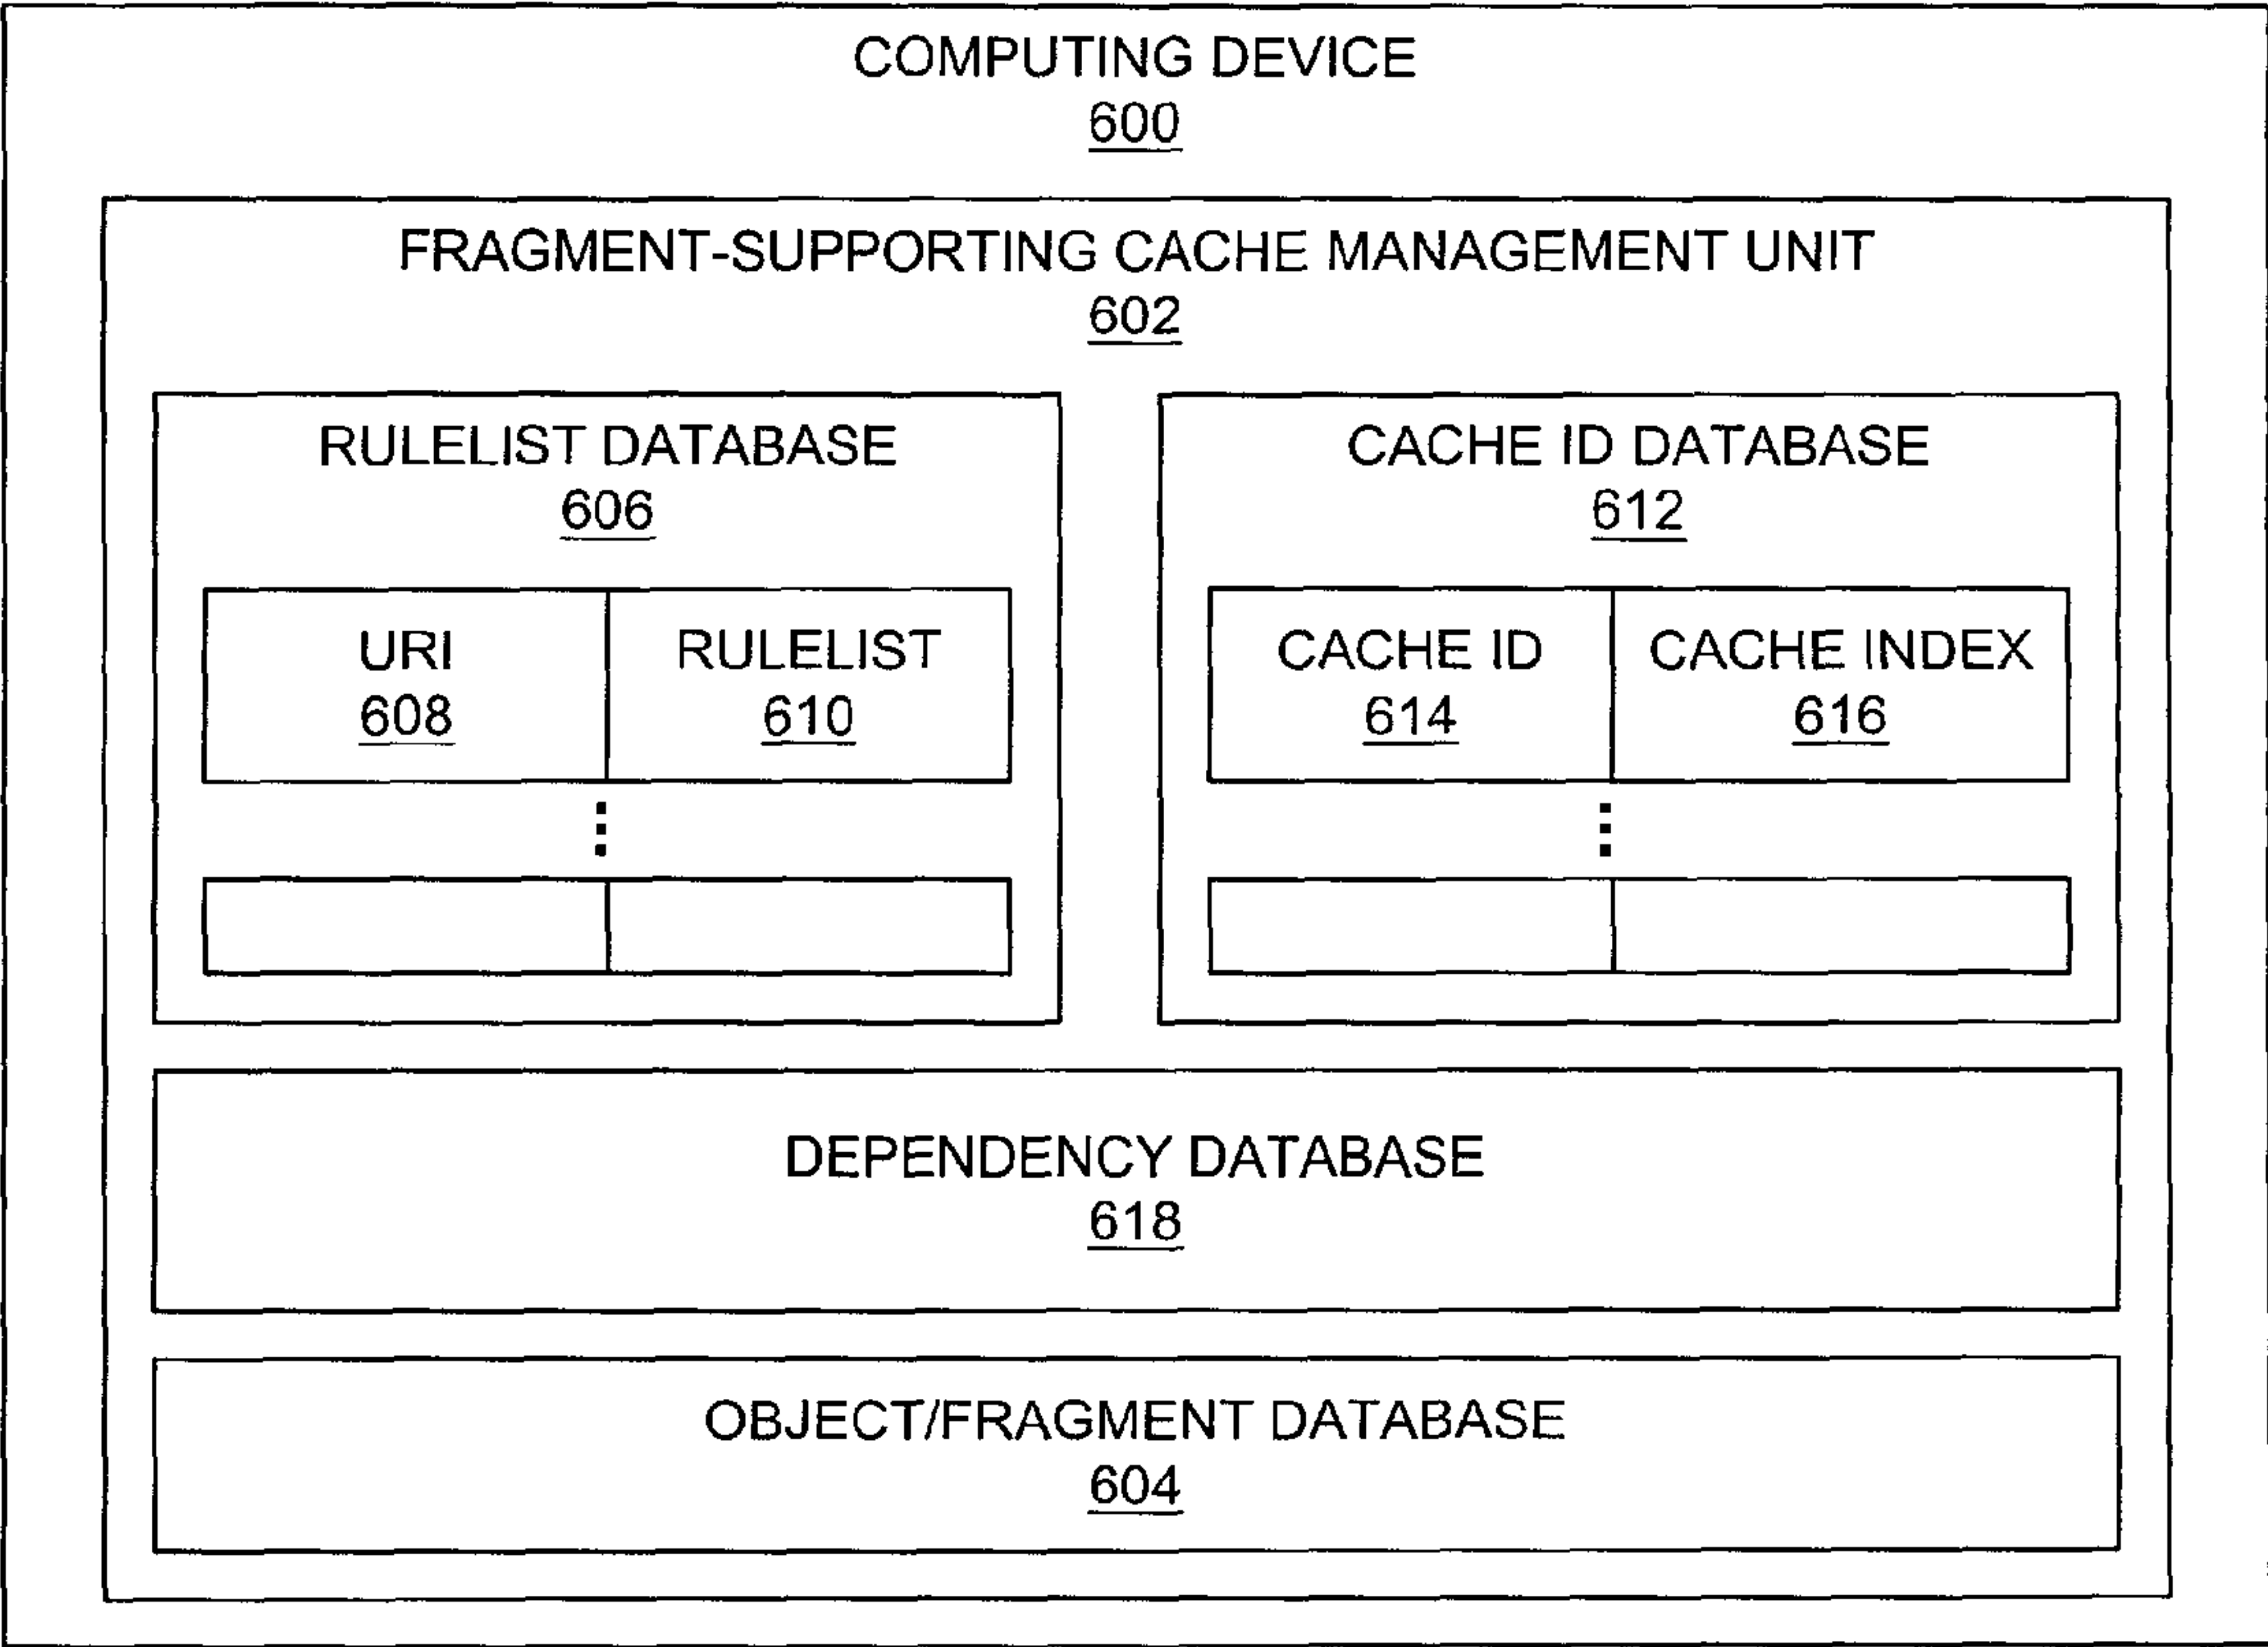 COMPUTING DEVICE
600
FRAGMENT-SUPPORTING CACHE MANAGEMENT UNIT
602
RULELIST DATABASE
606
URI
608
RULELIST
610
CACHE ID DATABASE
612
CACHE ID
614
CACHE INDEX
616
DEPENDENCY DATABASE
618
OBJECT/FRAGMENT DATABASE
604